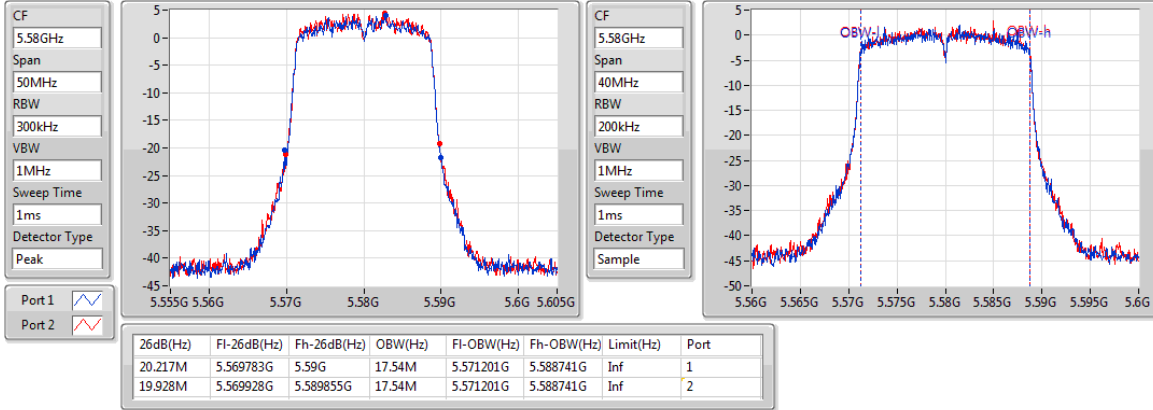 CF
5.58GHz
Span
50MHz
RBW
300kHz
VBW
1MHz
Sweep Time
1ms
Detector Type
Peak
Port 1
Port 2
5
0
-5
-10
-15
-20
-25
-30
-35
-40
-45
5.555G 5.56G 5.57G 5.58G 5.59G 5.6G 5.605G
CF
5.58GHz
Span
40MHz
RBW
200kHz
VBW
1MHz
Sweep Time
1ms
Detector Type
Sample
5
0
-5
-10
-15
-20
-25
-30
-35
-40
-45
-50
OBW-l OBW-h
5.56G 5.565G 5.57G 5.575G 5.58G 5.585G 5.59G 5.595G 5.6G
26dB(Hz) Fl-26dB(Hz) Fh-26dB(Hz) OBW(Hz) Fl-OBW(Hz) Fh-OBW(Hz) Limit(Hz) Port
20.217M 5.569783G 5.59G 17.54M 5.571201G 5.588741G Inf 1
19.928M 5.569928G 5.589855G 17.54M 5.571201G 5.588741G Inf 2